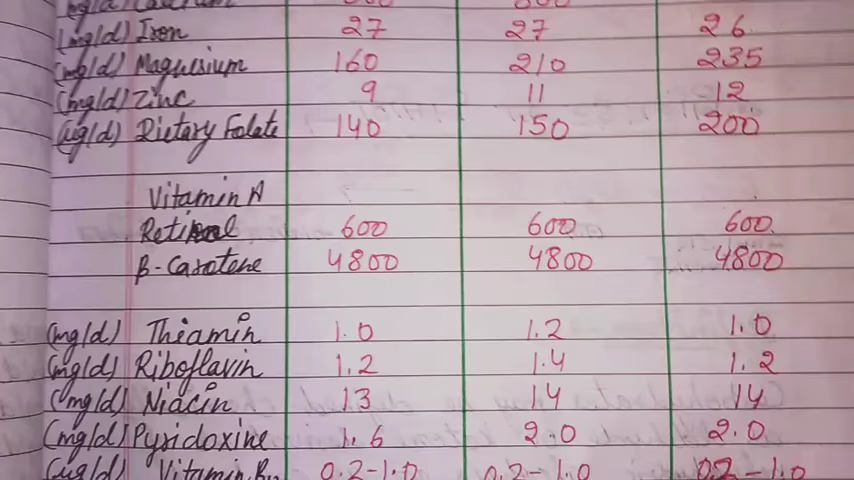 (mg/d) Iron 27 27 26
(mg/d) Magnesium 160 210 235
(mg/d) Zinc 9 11 12
(μg/d) Dietary Folate 140 150 200
Vitamin A
Retinol 600 600 600
β-Carotene 4800 4800 4800
(mg/d) Thiamin 1.0 1.2 1.0
(mg/d) Riboflavin 1.2 1.4 1.2
(mg/d) Niacin 13 14 14
(mg/d) Pyridoxine 1.6 2.0 2.0
(μg/d) Vitamin B12 0.2-1.0 0.2-1.0 0.2-1.0